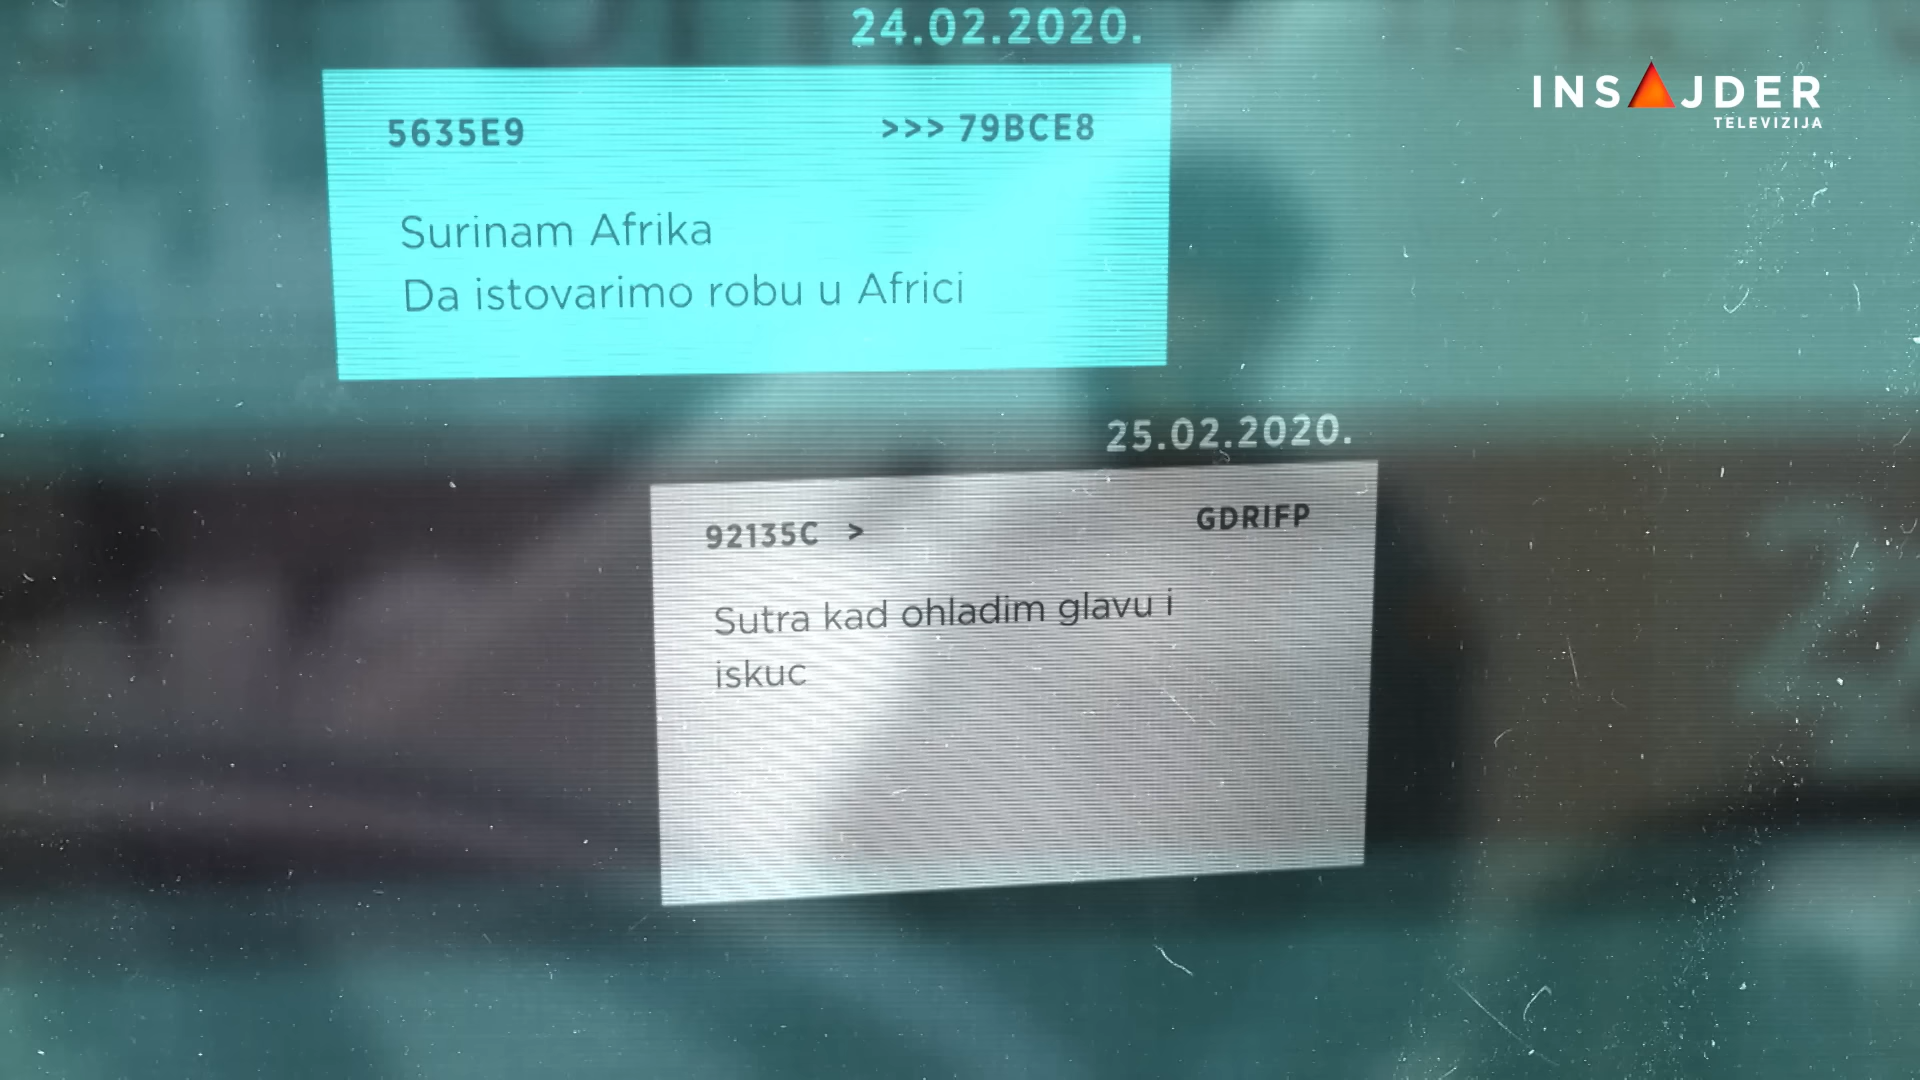 24.02.2020.
INSAJDER
TELEVIZIJA
5635E9 >>> 79BCE8
Surinam Afrika
Da istovarimo robu u Africi
25.02.2020.
92135C > GDRIFP
Sutra kad ohladim glavu i
iskuc